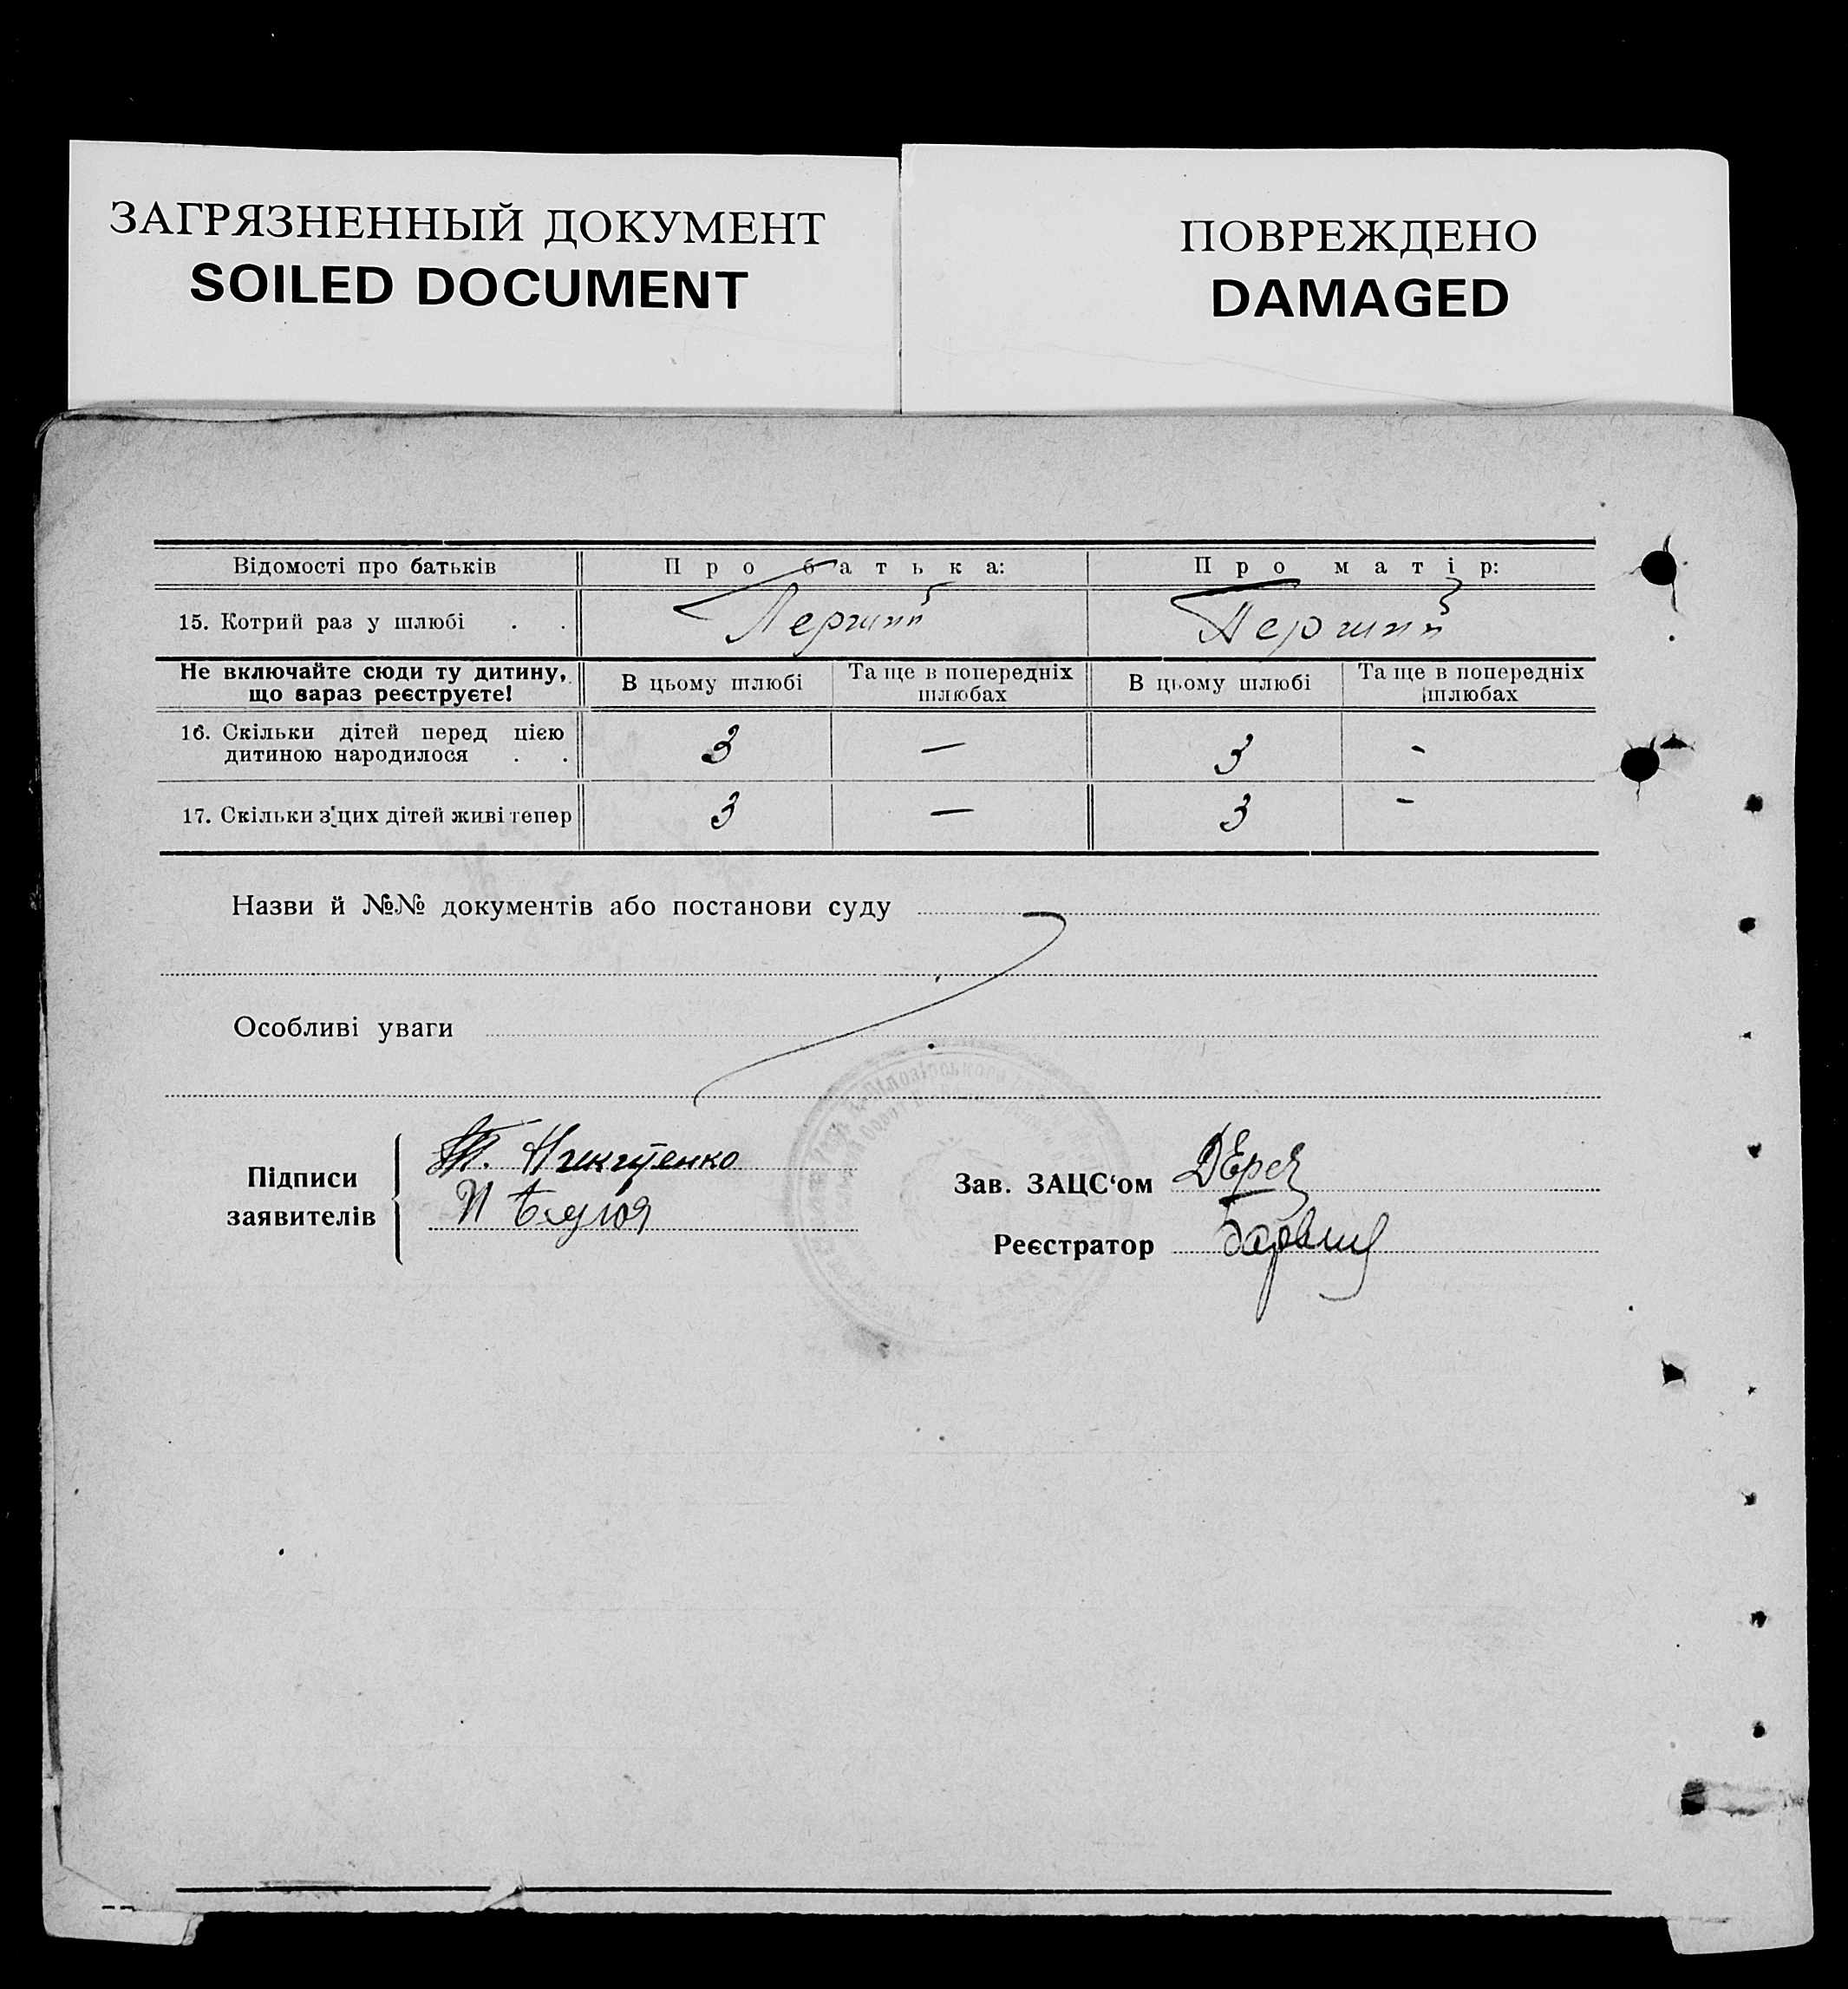 ЗАГРЯЗНЕННЫЙ ДОКУМЕНТ
SOILED DOCUMENT
ПОВРЕЖДЕНО
DAMAGED
Відомості про батьків Про батька: Про матір:
15. Котрий раз у шлюбі . . Перший Перший
Не включайте сюди ту дитину, що зараз реєструєте! В цьому шлюбі Та ще в попередніх шлюбах В цьому шлюбі Та ще в попередніх шлюбах
16. Скільки дітей перед цією
дитиною народилося . . 3 — 3 -
17. Скільки з цих дітей живі тепер 3 — 3 -
Назви й №№ документів або постанови суду
Особливі уваги
Підписи
заявителів
Зав. ЗАЦС‘ом
Реєстратор